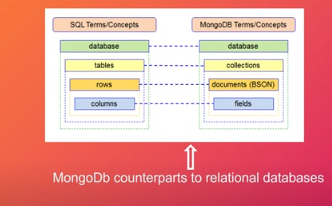 SQL Terms/Concepts
MongoDB Terms/Concepts
database
database
tables
collections
rows
documents (BSON)
columns
fields
MongoDb counterparts to relational databases